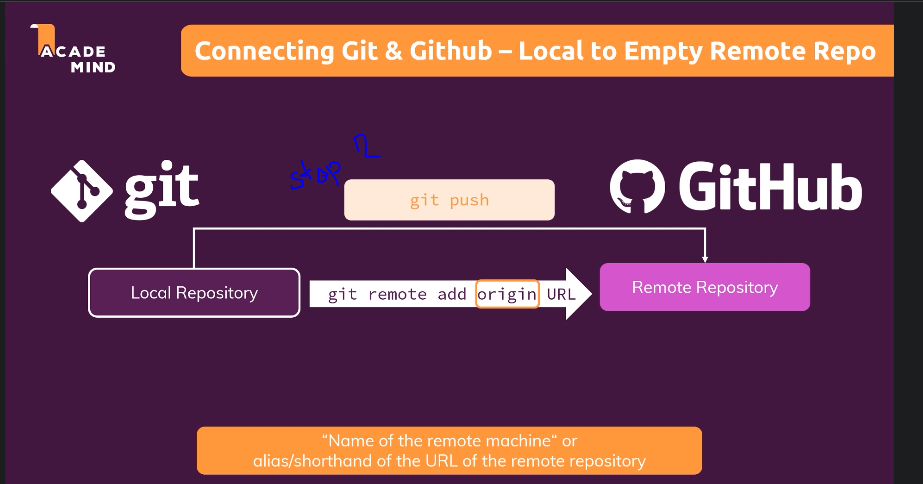 ACADE
MIND
Connecting Git & Github – Local to Empty Remote Repo
step 2
git
git push
GitHub
Local Repository
git remote add origin URL
Remote Repository
“Name of the remote machine“ or
alias/shorthand of the URL of the remote repository